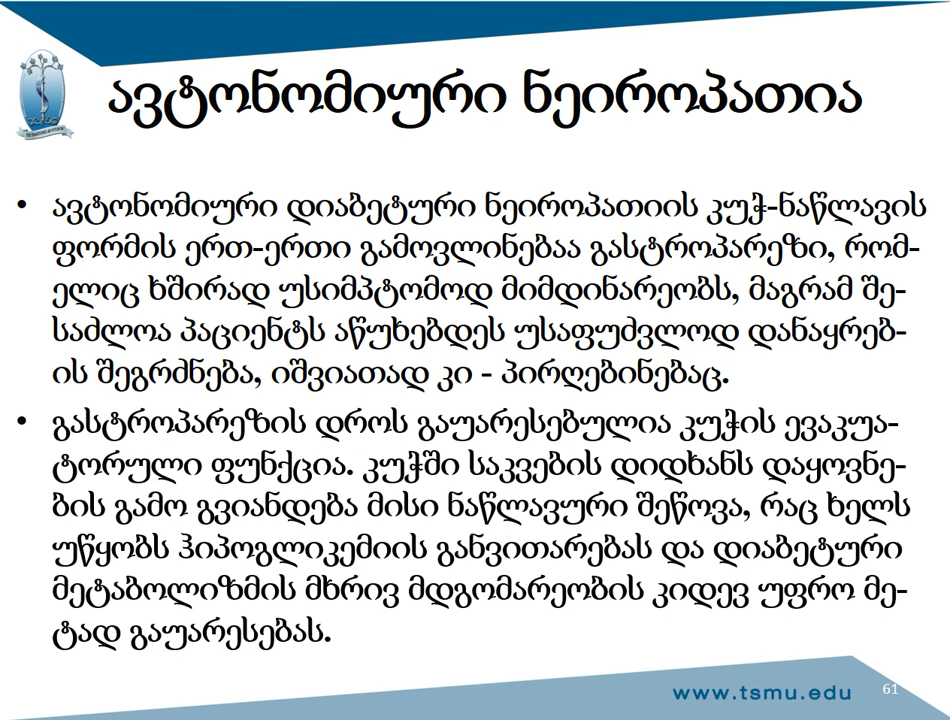 ავტონომიური ნეიროპათია
• ავტონომიური დიაბეტური ნეიროპათიის კუჭ-ნაწლავის
ფორმის ერთ-ერთი გამოვლინებაა გასტროპარეზი, რომ-
ელიც ხშირად უსიმპტომოდ მიმდინარეობს, მაგრამ შე-
საძლოა პაციენტს აწუხებდეს უსაფუძვლოდ დანაყრებ-
ის შეგრძნება, იშვიათად კი - პირღებინებაც.
• გასტროპარეზის დროს გაუარესებულია კუჭის ევაკუა-
ტორული ფუნქცია. კუჭში საკვების დიდხანს დაყოვნე-
ბის გამო გვიანდება მისი ნაწლავური შეწოვა, რაც ხელს
უწყობს ჰიპოგლიკემიის განვითარებას და დიაბეტური
მეტაბოლიზმის მხრივ მდგომარეობის კიდევ უფრო მე-
ტად გაუარესებას.
www.tsmu.edu
61